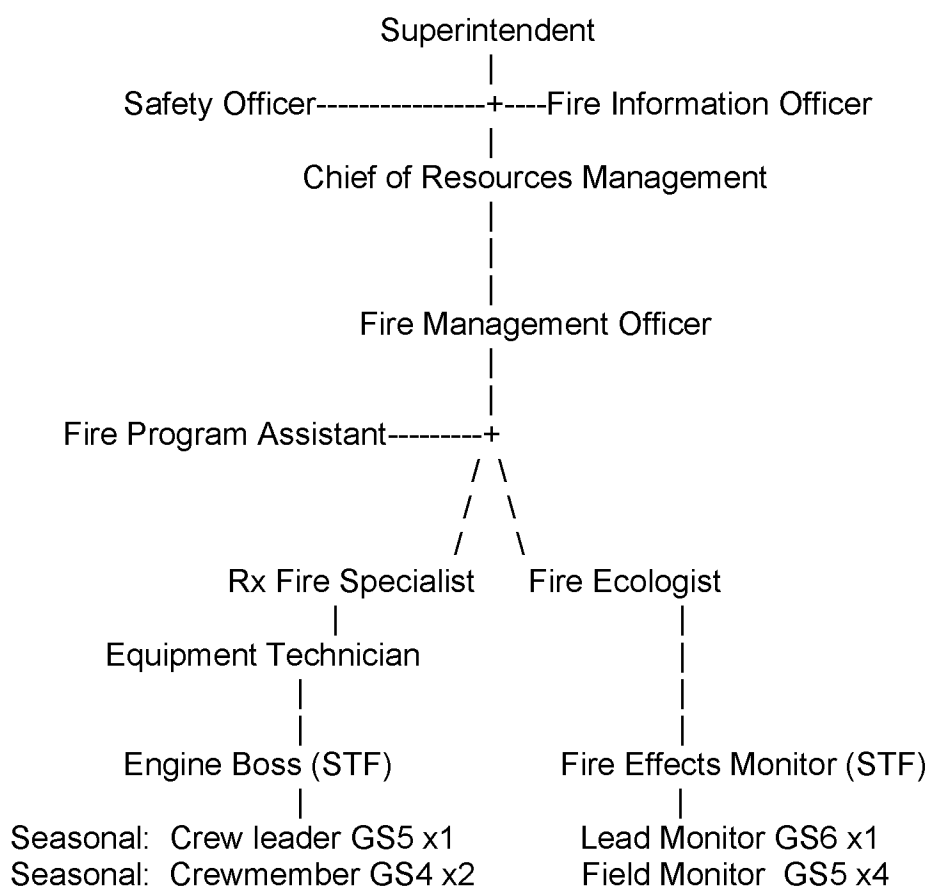 Superintendent
|
Safety Officer----------------+----Fire Information Officer
|
Chief of Resources Management
|
|
|
Fire Management Officer
|
|
Fire Program Assistant---------+
/ \
/ \
/ \
Rx Fire Specialist Fire Ecologist
| |
Equipment Technician |
| |
| |
Engine Boss (STF) Fire Effects Monitor (STF)
| |
Seasonal: Crew leader GS5 x1 Lead Monitor GS6 x1
Seasonal: Crewmember GS4 x2 Field Monitor GS5 x4